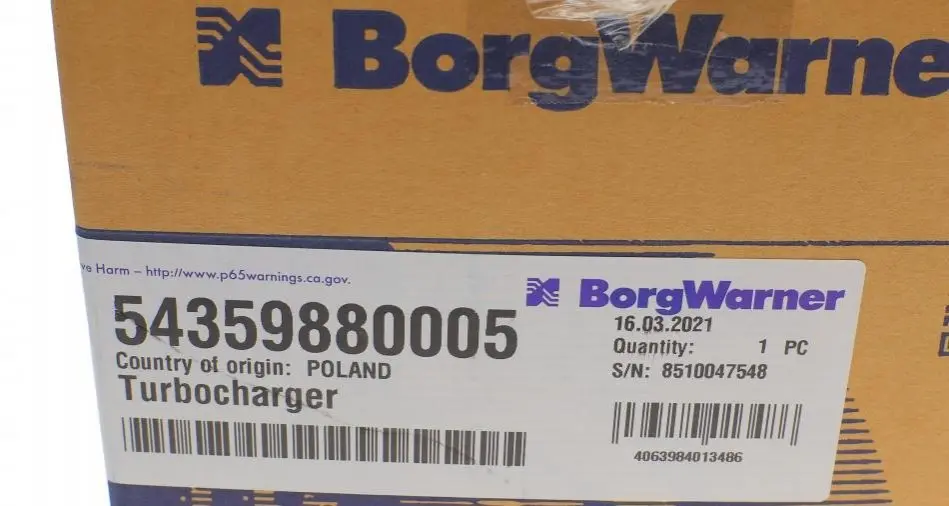 BorgWarne
ve Harm – http://www.p65warnings.ca.gov.
BorgWarner
54359880005
16.03.2021
Country of origin: POLAND
Quantity: 1 PC
Turbocharger
S/N: 8510047548
4063984013486